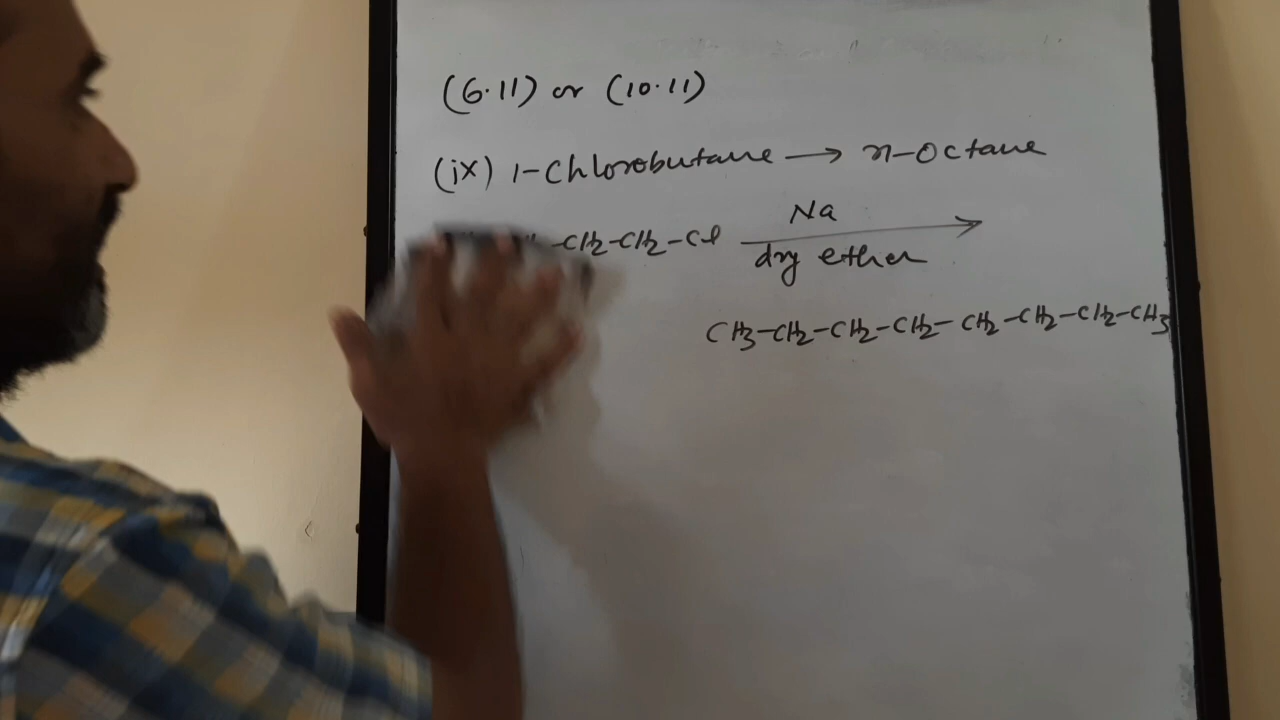 (6.11) or (10.11)
(ix) 1-Chlorobutane → n-Octane
-CH2-CH2-Cl
Na
dry ether
CH3-CH2-CH2-CH2-CH2-CH2-CH2-CH3